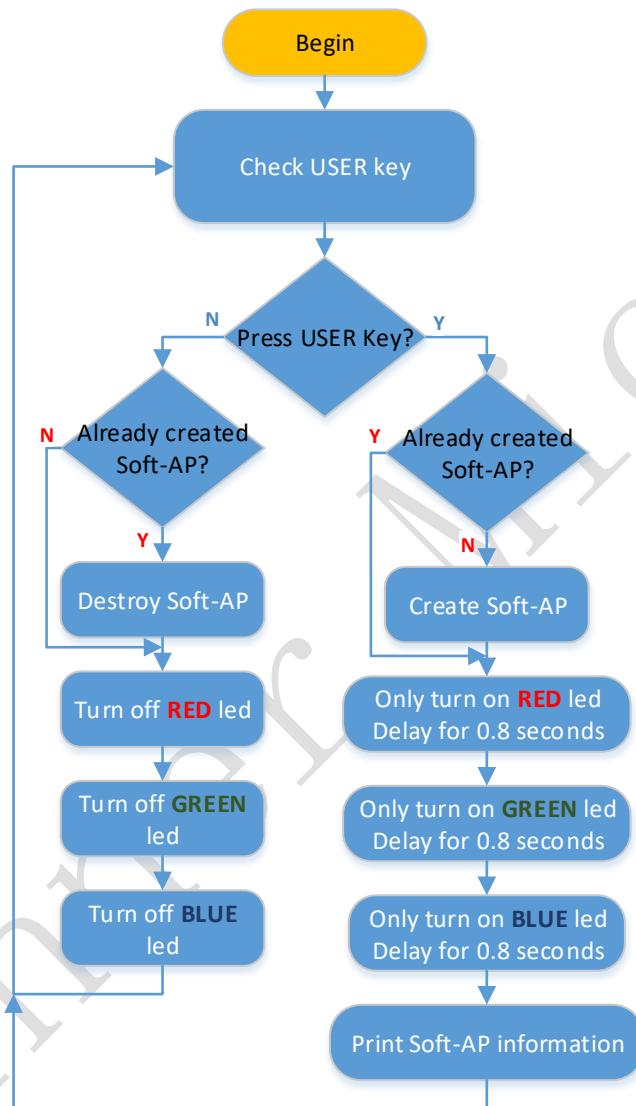 Begin
Check USER key
Press USER Key?
N
Y
Already created
Soft-AP?
N
Y
Destroy Soft-AP
Turn off RED led
Turn off GREEN
led
Turn off BLUE
led
Already created
Soft-AP?
Y
N
Create Soft-AP
Only turn on RED led
Delay for 0.8 seconds
Only turn on GREEN led
Delay for 0.8 seconds
Only turn on BLUE led
Delay for 0.8 seconds
Print Soft-AP information